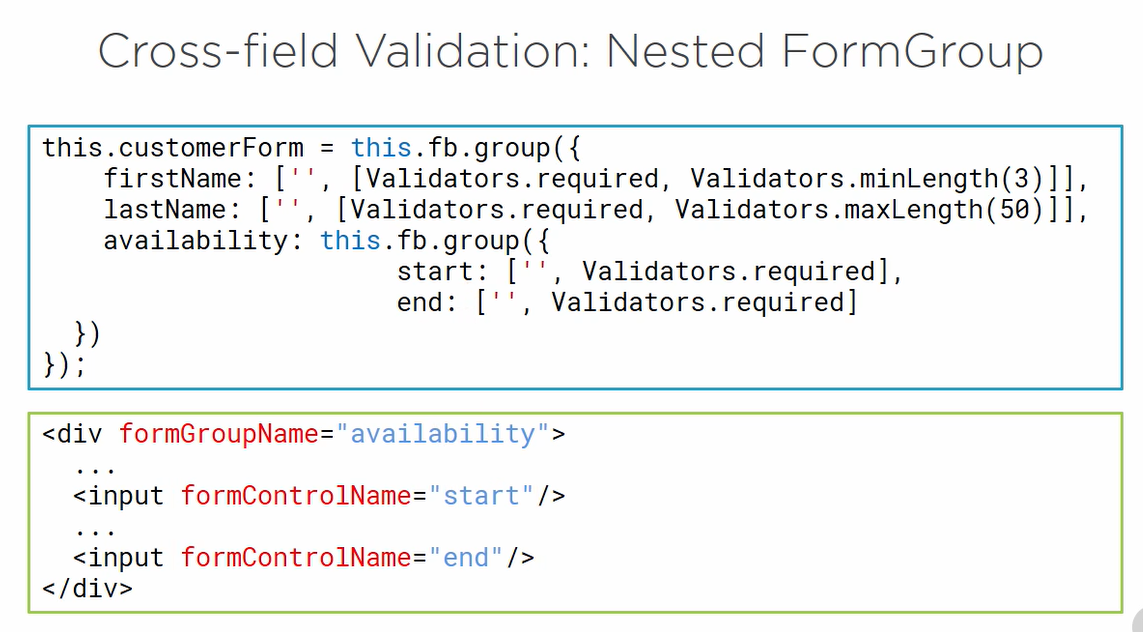 Cross-field Validation: Nested FormGroup
this.customerForm = this.fb.group({
    firstName: ['', [Validators.required, Validators.minLength(3)]],
    lastName: ['', [Validators.required, Validators.maxLength(50)]],
    availability: this.fb.group({
                       start: ['', Validators.required],
                       end: ['', Validators.required]
  })
});
<div formGroupName="availability">
  ...
  <input formControlName="start"/>
  ...
  <input formControlName="end"/>
</div>